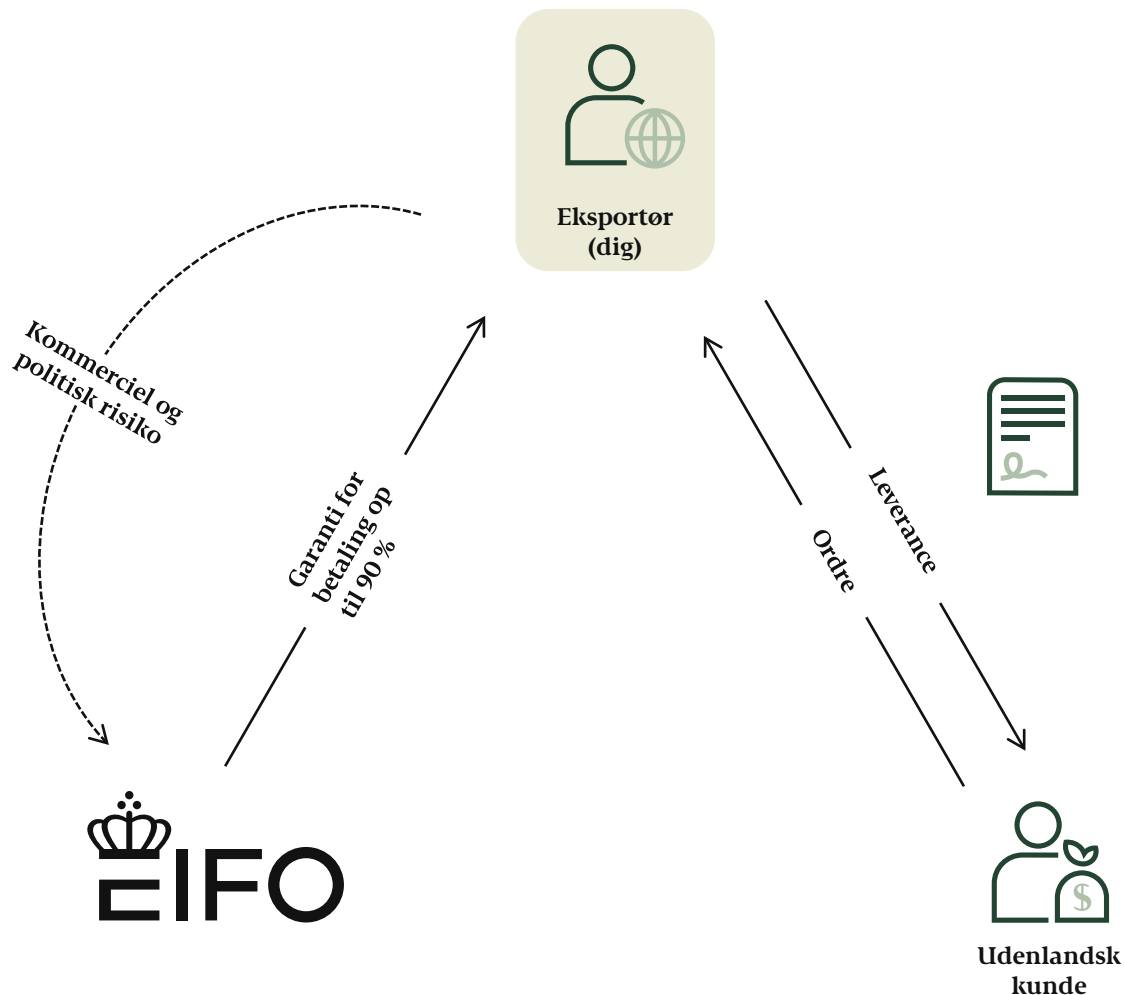 Eksportør
(dig)
Kommerciel og
politisk risiko
Garanti for
betaling op
til 90 %
Ordre
Leverance
EIFO
$
Udenlandsk
kunde